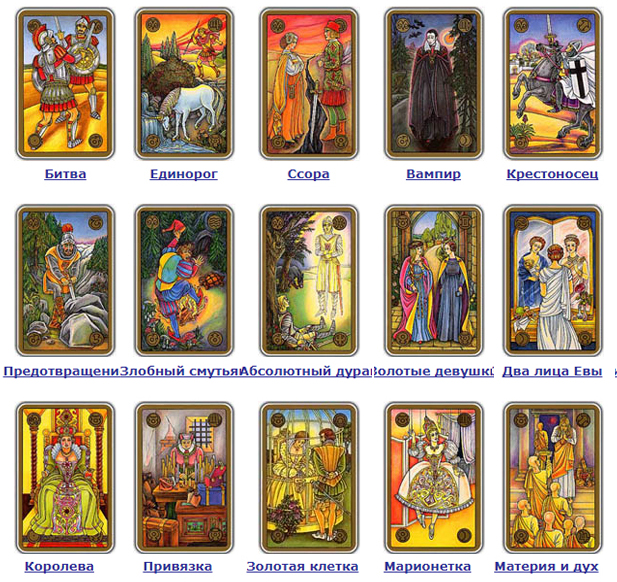 Битва
Единорог
Ссора
Вампир
Крестоносец
Предотвращени
Злобный смутья
Абсолютный дура
Золотые девушк
Два лица Евы
Королева
Привязка
Золотая клетка
Марионетка
Материя и дух